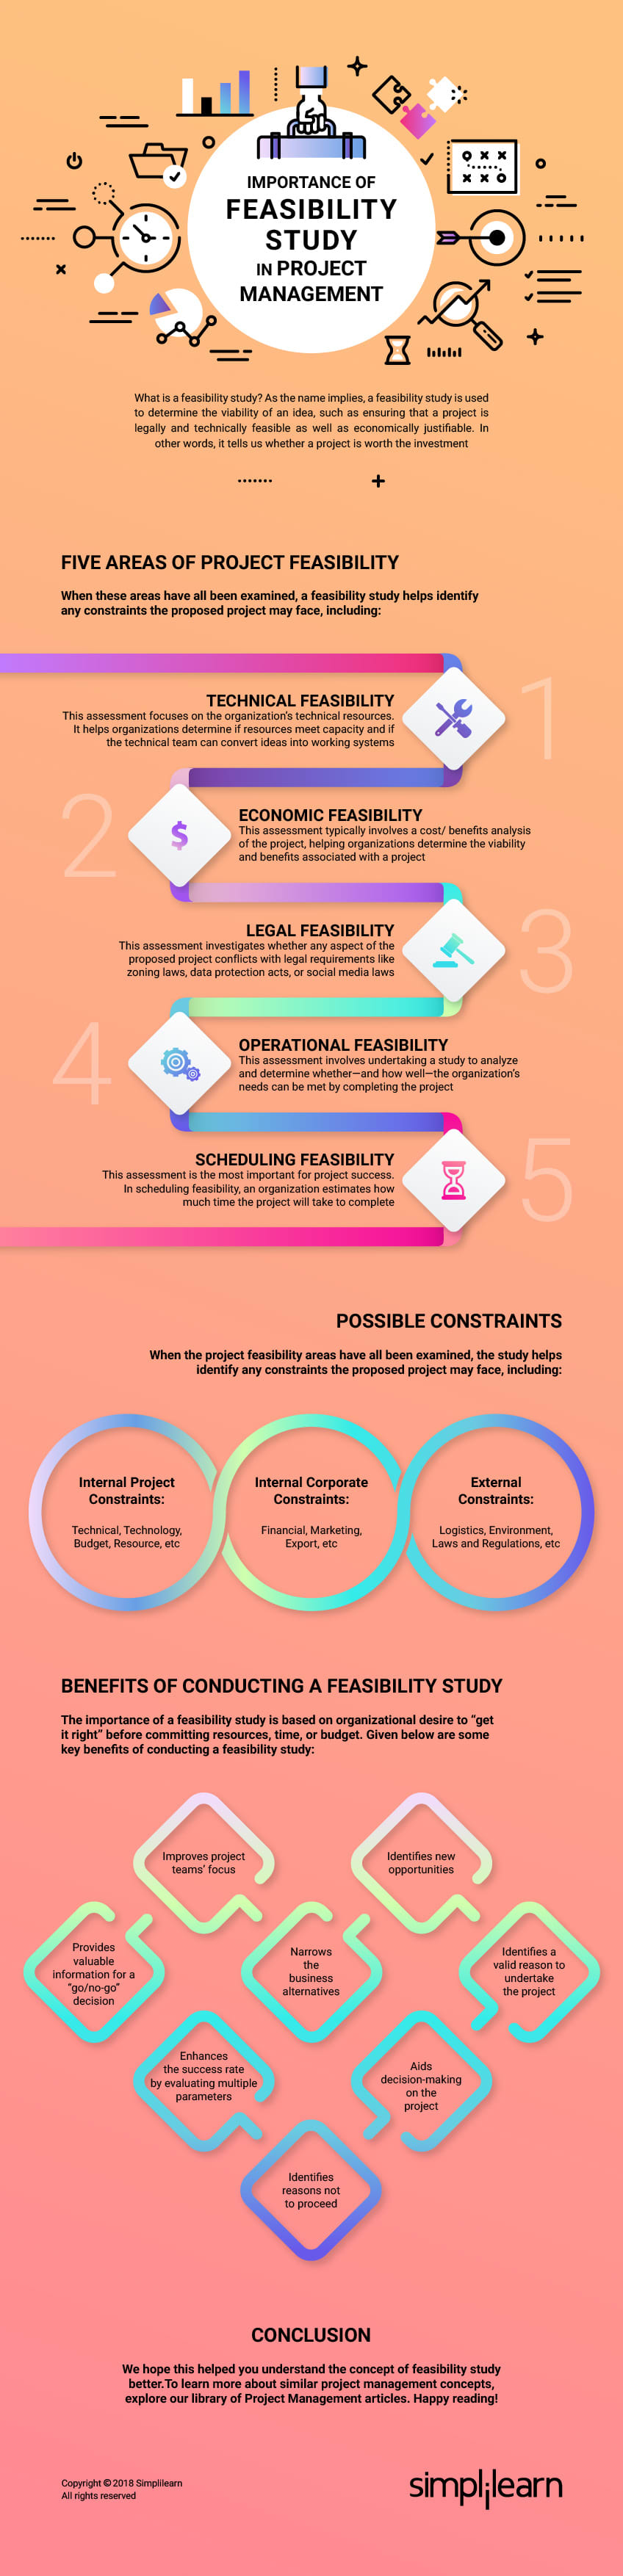 IMPORTANCE OF
FEASIBILITY
STUDY
IN PROJECT
MANAGEMENT
What is a feasibility study? As the name implies, a feasibility study is used
to determine the viability of an idea, such as ensuring that a project is
legally and technically feasible as well as economically justifiable. In
other words, it tells us whether a project is worth the investment
FIVE AREAS OF PROJECT FEASIBILITY
When these areas have all been examined, a feasibility study helps identify
any constraints the proposed project may face, including:
1
TECHNICAL FEASIBILITY
This assessment focuses on the organization's technical resources.
It helps organizations determine if resources meet capacity and if
the technical team can convert ideas into working systems
2
$
ECONOMIC FEASIBILITY
This assessment typically involves a cost/ benefits analysis
of the project, helping organizations determine the viability
and benefits associated with a project
3
LEGAL FEASIBILITY
This assessment investigates whether any aspect of the
proposed project conflicts with legal requirements like
zoning laws, data protection acts, or social media laws
4
OPERATIONAL FEASIBILITY
This assessment involves undertaking a study to analyze
and determine whether—and how well—the organization's
needs can be met by completing the project
5
SCHEDULING FEASIBILITY
This assessment is the most important for project success.
In scheduling feasibility, an organization estimates how
much time the project will take to complete
POSSIBLE CONSTRAINTS
When the project feasibility areas have all been examined, the study helps
identify any constraints the proposed project may face, including:
Internal Project
Constraints:
Technical, Technology,
Budget, Resource, etc
Internal Corporate
Constraints:
Financial, Marketing,
Export, etc
External
Constraints:
Logistics, Environment,
Laws and Regulations, etc
BENEFITS OF CONDUCTING A FEASIBILITY STUDY
The importance of a feasibility study is based on organizational desire to "get
it right" before committing resources, time, or budget. Given below are some
key benefits of conducting a feasibility study:
Improves project
teams' focus
Identifies new
opportunities
Provides
valuable
information for a
"go/no-go"
decision
Narrows
the
business
alternatives
Identifies a
valid reason to
undertake
the project
Enhances
the success rate
by evaluating multiple
parameters
Aids
decision-making
on the
project
Identifies
reasons not
to proceed
CONCLUSION
We hope this helped you understand the concept of feasibility study
better.To learn more about similar project management concepts,
explore our library of Project Management articles. Happy reading!
Copyright © 2018 Simplilearn
All rights reserved
simplilearn